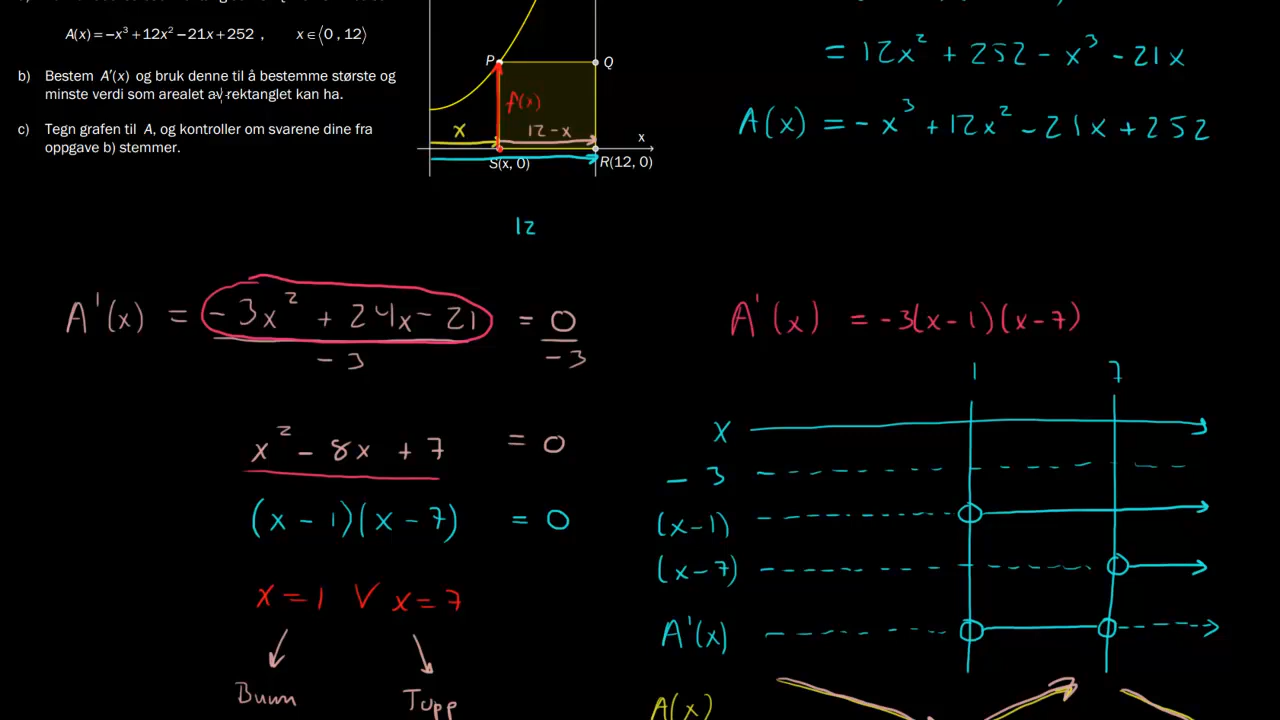 A(x) = −x³ + 12x² − 21x + 252 , x ∈ ⟨0 , 12⟩
b) Bestem A′(x) og bruk denne til å bestemme største og
minste verdi som arealet av rektanglet kan ha.
c) Tegn grafen til A, og kontroller om svarene dine fra
oppgave b) stemmer.
P
Q
f(x)
x
12 − x
x
S(x, 0)
R(12, 0)
12
= 12x² + 252 − x³ − 21x
A(x) = − x³ + 12x² − 21x + 252
A'(x) = − 3x² + 24x − 21 = 0
− 3 − 3
x² − 8x + 7 = 0
(x − 1)(x − 7) = 0
x = 1 V x = 7
Bunn Topp
A'(x) = −3(x − 1)(x − 7)
1 7
x
− 3
(x−1)
(x−7)
A'(x)
A(x)